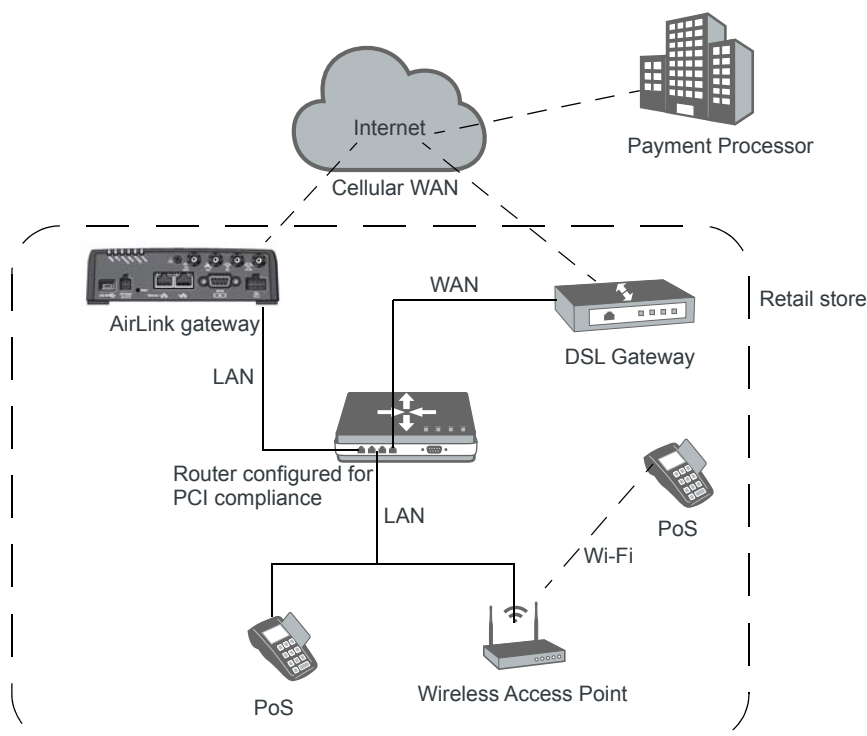 Internet
Payment Processor
Cellular WAN
WAN
Retail store
AirLink gateway
DSL Gateway
LAN
Router configured for
PCI compliance
LAN
PoS
Wi-Fi
PoS
Wireless Access Point